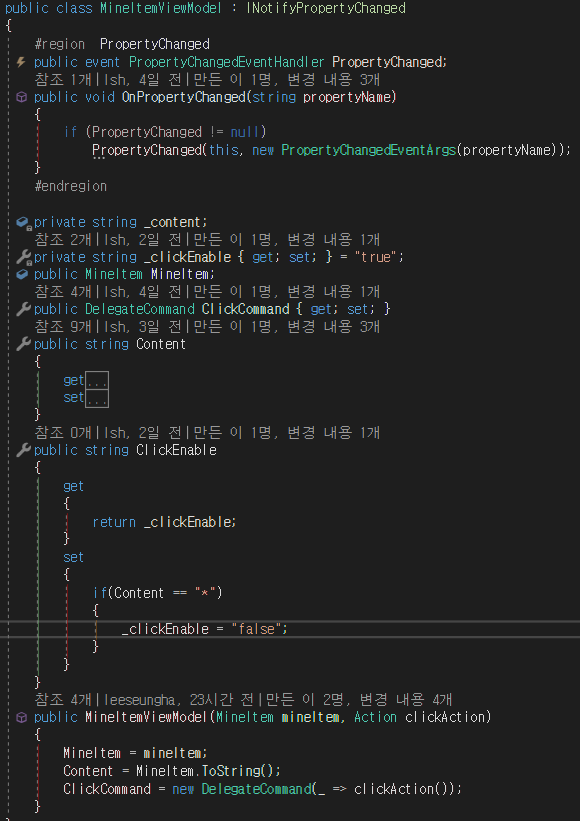 public class MineItemViewModel : INotifyPropertyChanged
{
#region PropertyChanged
public event PropertyChangedEventHandler PropertyChanged;
참조 1개|lsh, 4일 전|만든 이 1명, 변경 내용 3개
public void OnPropertyChanged(string propertyName)
{
if (PropertyChanged != null)
PropertyChanged(this, new PropertyChangedEventArgs(propertyName));
}
#endregion
private string _content;
참조 2개|lsh, 2일 전|만든 이 1명, 변경 내용 1개
private string _clickEnable { get; set; } = "true";
public MineItem MineItem;
참조 4개|lsh, 4일 전|만든 이 1명, 변경 내용 1개
public DelegateCommand ClickCommand { get; set; }
참조 9개|lsh, 3일 전|만든 이 1명, 변경 내용 3개
public string Content
{
get...
set...
}
참조 0개|lsh, 2일 전|만든 이 1명, 변경 내용 1개
public string ClickEnable
{
get
{
return _clickEnable;
}
set
{
if(Content == "*")
{
_clickEnable = "false";
}
}
}
참조 4개|leeseungha, 23시간 전|만든 이 2명, 변경 내용 4개
public MineItemViewModel(MineItem mineItem, Action clickAction)
{
MineItem = mineItem;
Content = MineItem.ToString();
ClickCommand = new DelegateCommand(_ => clickAction());
}